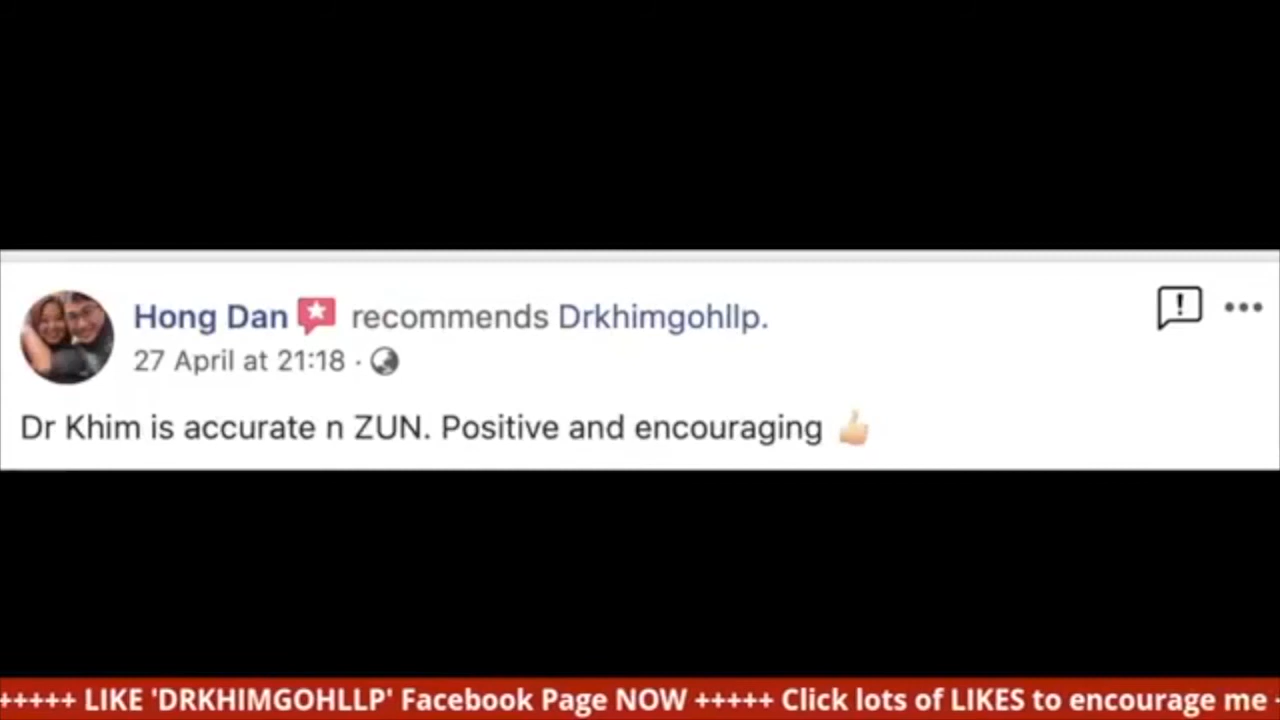 Hong Dan recommends Drkhimgohllp.
27 April at 21:18 ·
Dr Khim is accurate n ZUN. Positive and encouraging 👍🏻
+++++ LIKE 'DRKHIMGOHLLP' Facebook Page NOW +++++ Click lots of LIKES to encourage me